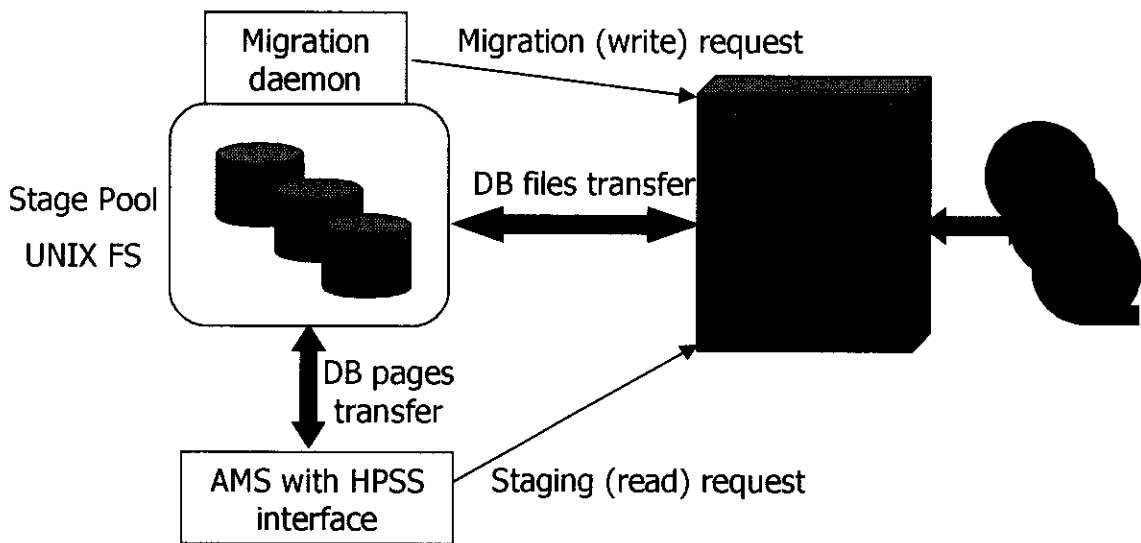 Migration
daemon
Migration (write) request
DB files transfer
Stage Pool
UNIX FS
DB pages
transfer
AMS with HPSS
interface
Staging (read) request